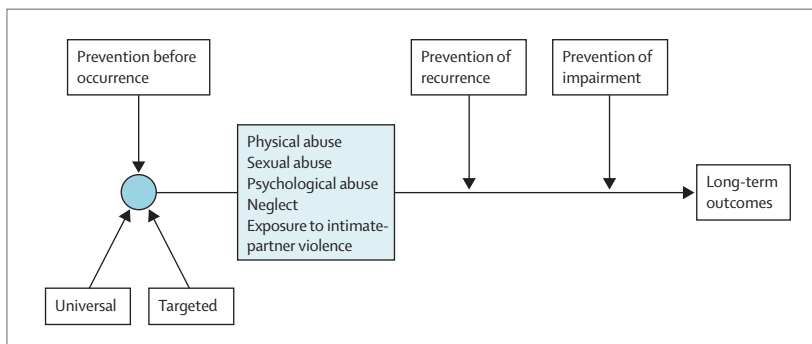 Prevention before
occurrence
Prevention of
recurrence
Prevention of
impairment
Physical abuse
Sexual abuse
Psychological abuse
Neglect
Exposure to intimate-
partner violence
Long-term
outcomes
Universal
Targeted